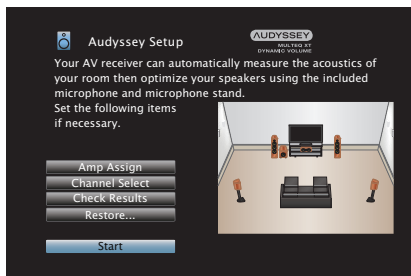 Audyssey Setup
AUDYSSEY
MULTEQ XT
DYNAMIC VOLUME
Your AV receiver can automatically measure the acoustics of
your room then optimize your speakers using the included
microphone and microphone stand.
Set the following items
if necessary.
Amp Assign
Channel Select
Check Results
Restore...
Start